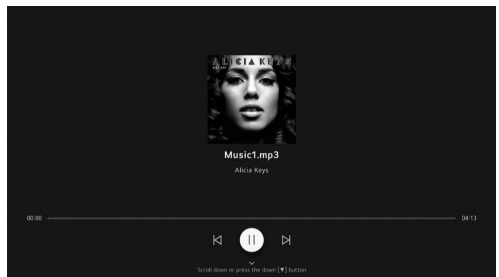 ALICIA KEYS
Music1.mp3
Alicia Keys
00:00
04:13
Scroll down or press the down [▼] button